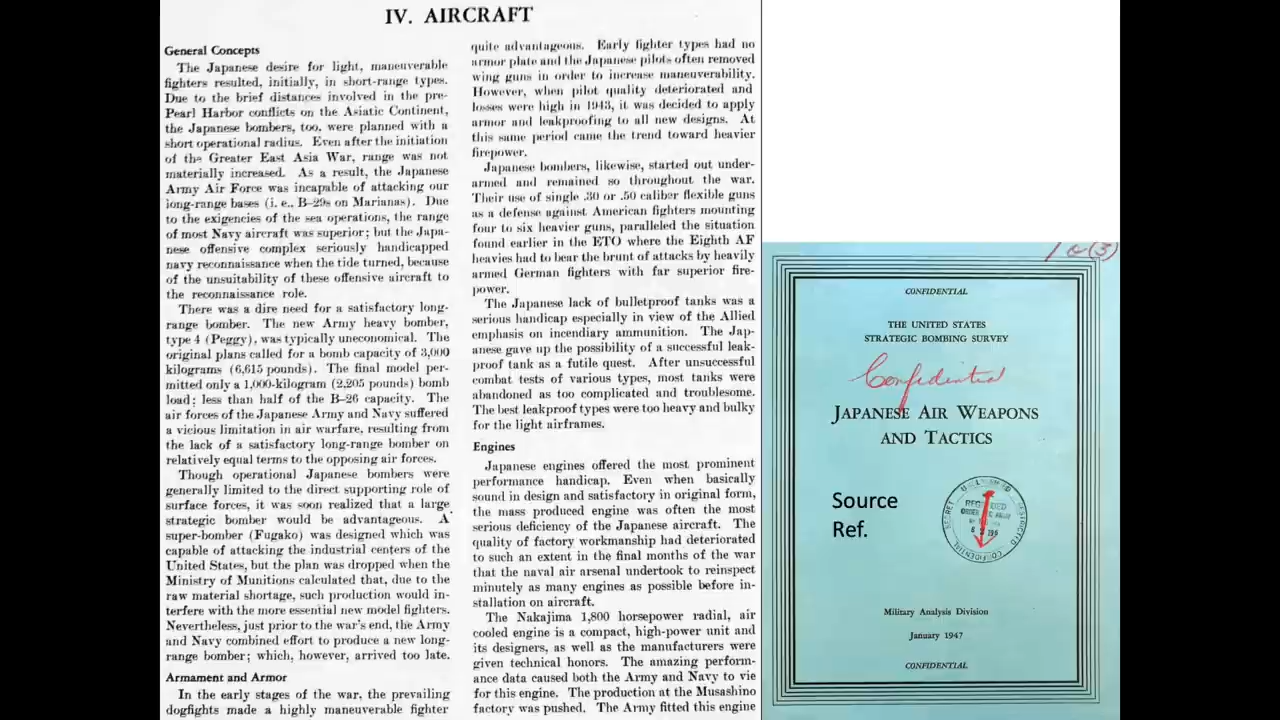 IV. AIRCRAFT
General Concepts
The Japanese desire for light, maneuverable
fighters resulted, initially, in short-range types.
Due to the brief distances involved in the pre-
Pearl Harbor conflicts on the Asiatic Continent,
the Japanese bombers, too, were planned with a
short operational radius. Even after the initiation
of the Greater East Asia War, range was not
materially increased. As a result, the Japanese
Army Air Force was incapable of attacking our
long-range bases (i. e., B-29s on Marianas). Due
to the exigencies of the sea operations, the range
of most Navy aircraft was superior; but the Japa-
nese offensive complex seriously handicapped
navy reconnaissance when the tide turned, because
of the unsuitability of these offensive aircraft to
the reconnaissance role.
There was a dire need for a satisfactory long-
range bomber. The new Army heavy bomber,
type 4 (Peggy), was typically uneconomical. The
original plans called for a bomb capacity of 3,000
kilograms (6,615 pounds). The final model per-
mitted only a 1,000-kilogram (2,205 pounds) bomb
load; less than half of the B-26 capacity. The
air forces of the Japanese Army and Navy suffered
a vicious limitation in air warfare, resulting from
the lack of a satisfactory long-range bomber on
relatively equal terms to the opposing air forces.
Though operational Japanese bombers were
generally limited to the direct supporting role of
surface forces, it was soon realized that a large
strategic bomber would be advantageous. A
super-bomber (Fugako) was designed which was
capable of attacking the industrial centers of the
United States, but the plan was dropped when the
Ministry of Munitions calculated that, due to the
raw material shortage, such production would in-
terfere with the more essential new model fighters.
Nevertheless, just prior to the war's end, the Army
and Navy combined effort to produce a new long-
range bomber; which, however, arrived too late.
Armament and Armor
In the early stages of the war, the prevailing
dogfights made a highly maneuverable fighter
quite advantageous. Early fighter types had no
armor plate and the Japanese pilots often removed
wing guns in order to increase maneuverability.
However, when pilot quality deteriorated and
losses were high in 1943, it was decided to apply
armor and leakproofing to all new designs. At
this same period came the trend toward heavier
firepower.
Japanese bombers, likewise, started out under-
armed and remained so throughout the war.
Their use of single .30 or .50 caliber flexible guns
as a defense against American fighters mounting
four to six heavier guns, paralleled the situation
found earlier in the ETO where the Eighth AF
heavies had to bear the brunt of attacks by heavily
armed German fighters with far superior fire-
power.
The Japanese lack of bulletproof tanks was a
serious handicap especially in view of the Allied
emphasis on incendiary ammunition. The Jap-
anese gave up the possibility of a successful leak-
proof tank as a futile quest. After unsuccessful
combat tests of various types, most tanks were
abandoned as too complicated and troublesome.
The best leakproof types were too heavy and bulky
for the light airframes.
Engines
Japanese engines offered the most prominent
performance handicap. Even when basically
sound in design and satisfactory in original form,
the mass produced engine was often the most
serious deficiency of the Japanese aircraft. The
quality of factory workmanship had deteriorated
to such an extent in the final months of the war
that the naval air arsenal undertook to reinspect
minutely as many engines as possible before in-
stallation on aircraft.
The Nakajima 1,800 horsepower radial, air
cooled engine is a compact, high-power unit and
its designers, as well as the manufacturers were
given technical honors. The amazing perform-
ance data caused both the Army and Navy to vie
for this engine. The production at the Musashino
factory was pushed. The Army fitted this engine
CONFIDENTIAL
THE UNITED STATES
STRATEGIC BOMBING SURVEY
Confidential
JAPANESE AIR WEAPONS
AND TACTICS
Source
Ref.
Military Analysis Division
January 1947
CONFIDENTIAL